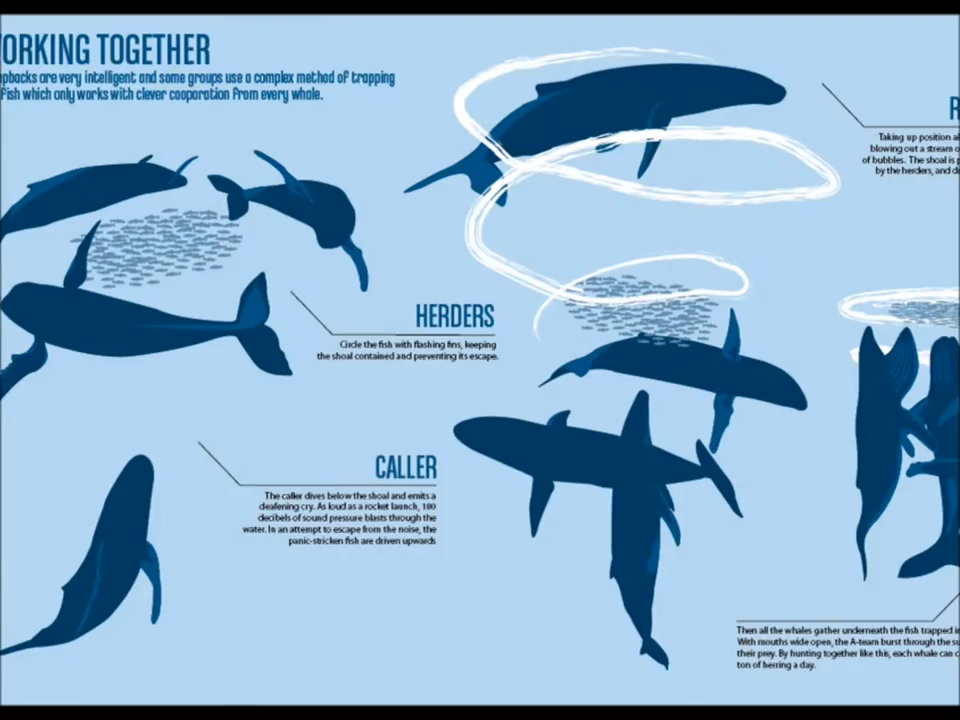 ORKING TOGETHER
pbacks are very intelligent and some groups use a complex method of trapping
fish which only works with clever cooporation from every whale.
R
Taking up position a
blowing out a stream o
of bubbles. The shoal is p
by the herders, and d
HERDERS
Circle the fish with flashing fins, keeping
the shoal contained and preventing its escape.
CALLER
The caller dives below the shoal and emits a
deafening cry. As loud as a rocket launch, 180
decibels of sound pressure blasts through the
water. In an attempt to escape from the noise, the
panic-stricken fish are driven upwards
Then all the whales gather underneath the fish trapped i
With mouths wide open, the A-team burst through the su
their prey. By hunting together like this, each whale can c
ton of herring a day.